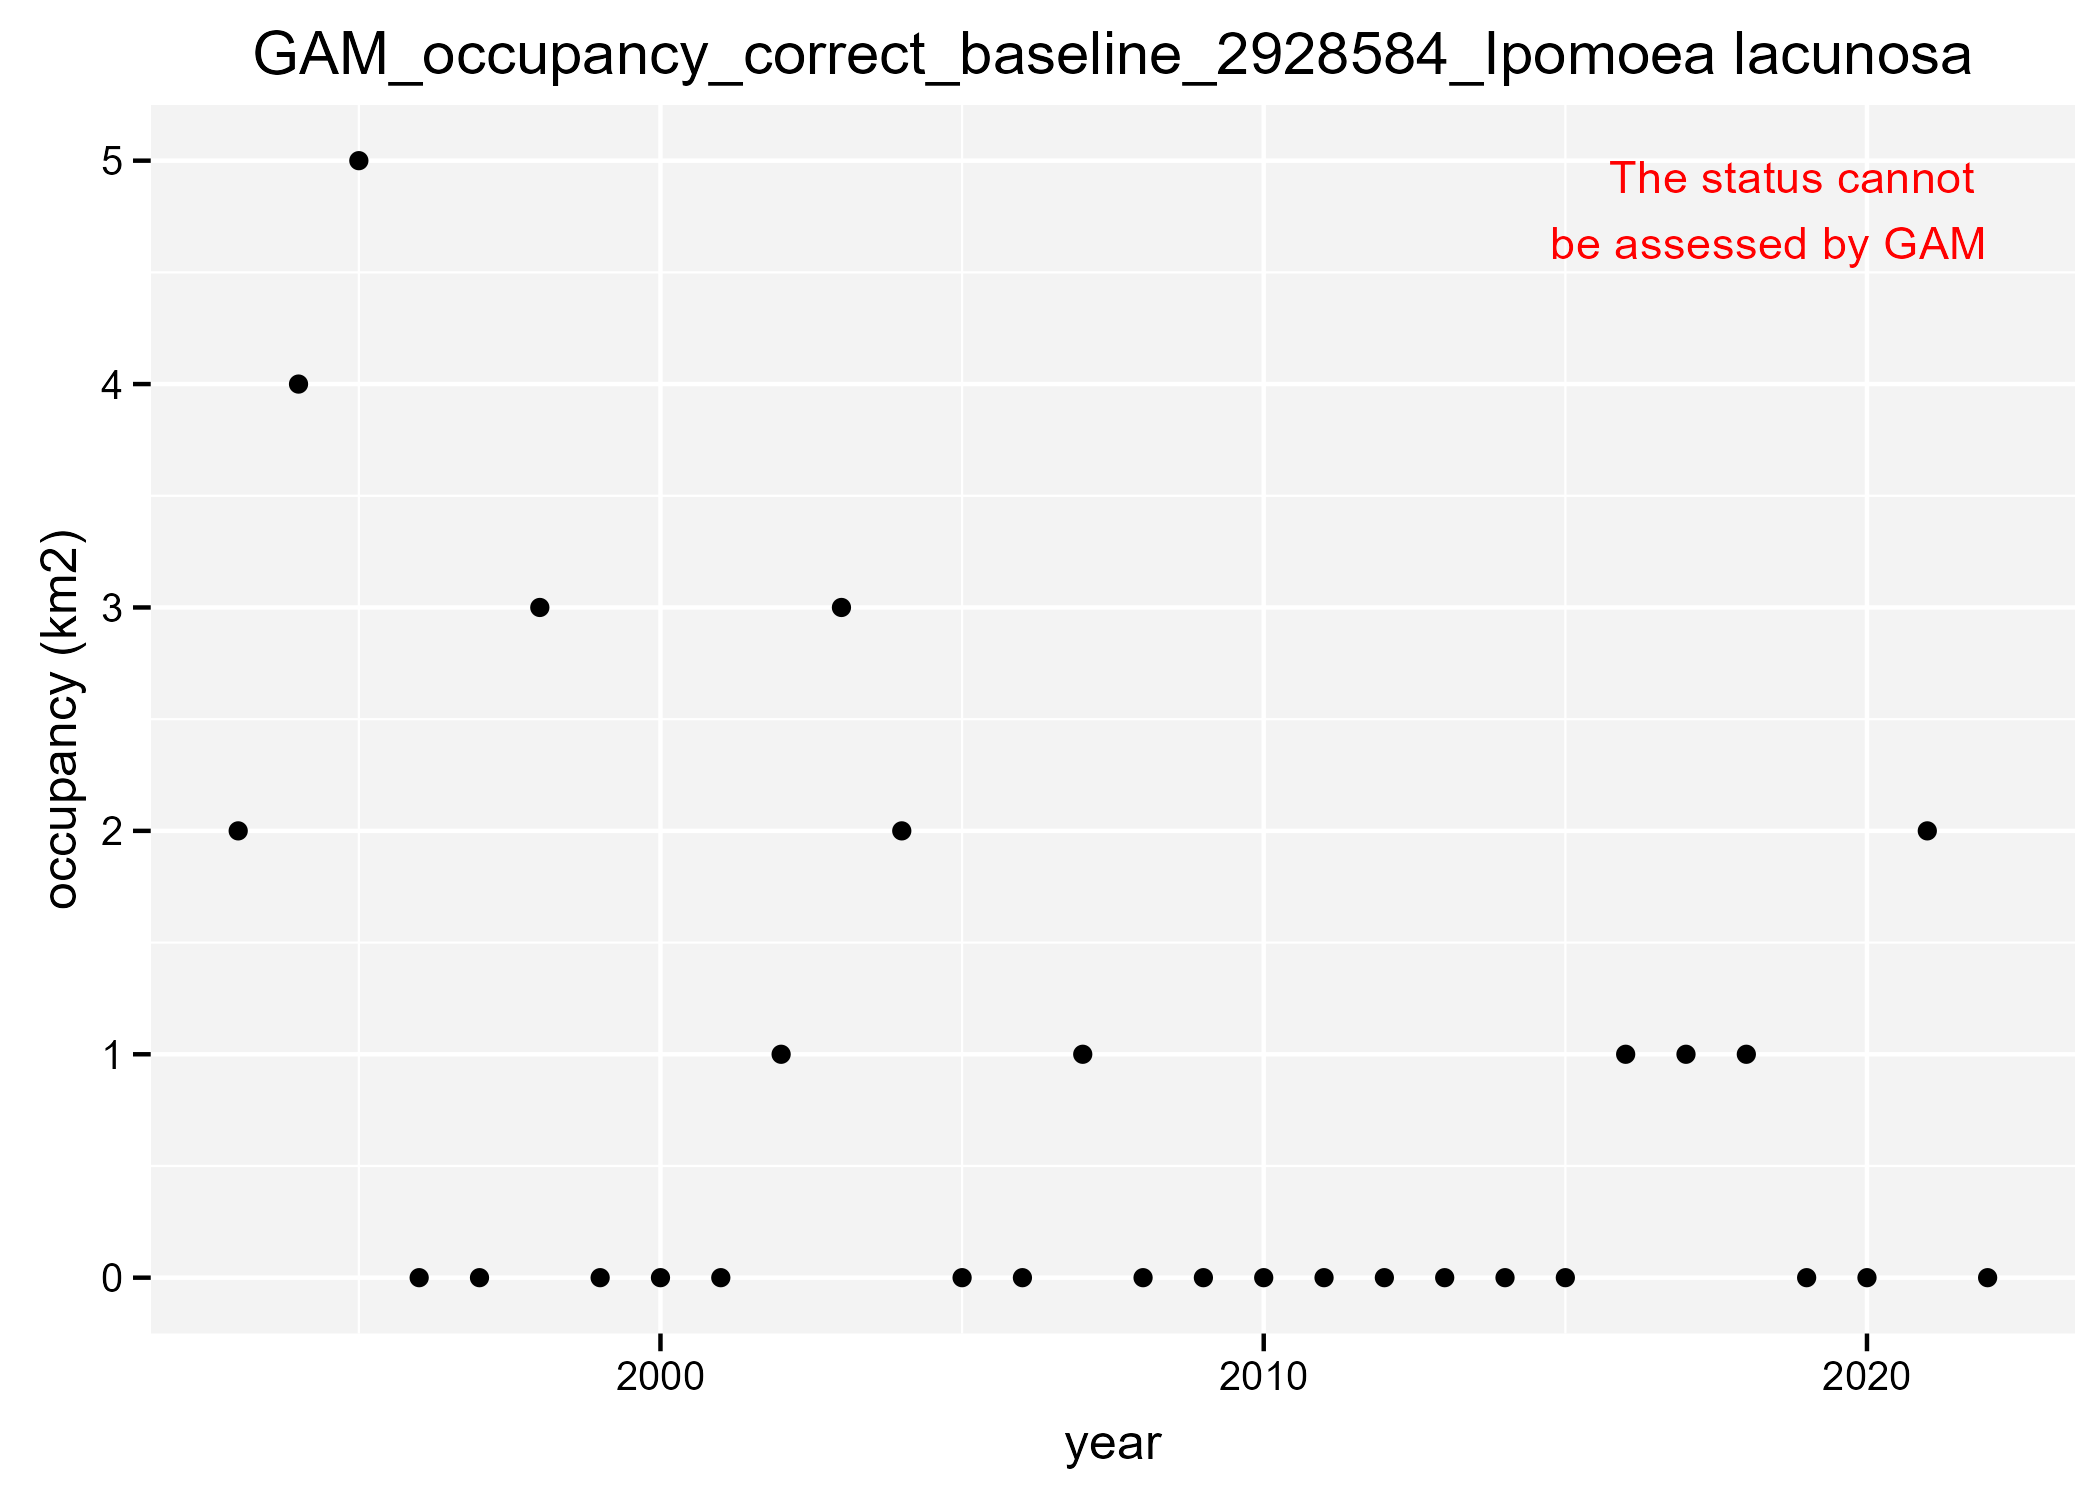 GAM_occupancy_correct_baseline_2928584_Ipomoea lacunosa
The status cannot
be assessed by GAM
occupancy (km2)
5
4
3
2
1
0
2000 2010 2020
year